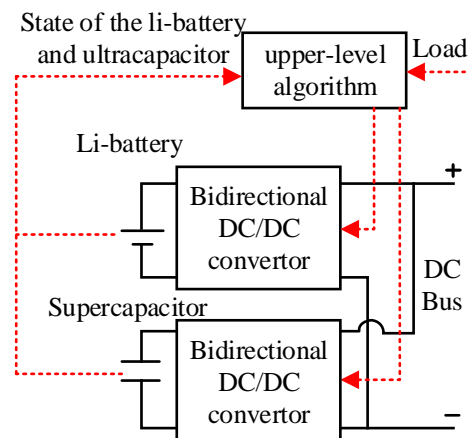 State of the li-battery
and ultracapacitor
upper-level
algorithm
Load
Li-battery
+
Bidirectional
DC/DC
convertor
DC
Bus
Supercapacitor
Bidirectional
DC/DC
convertor
−